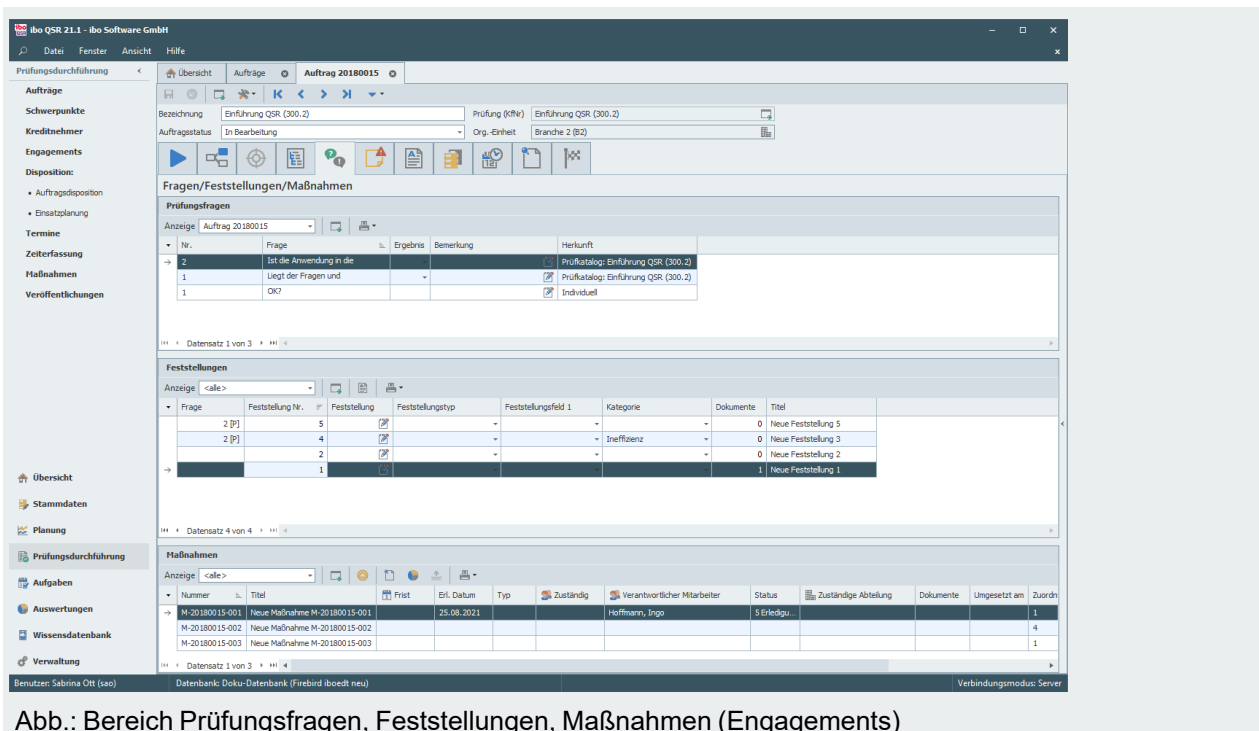 ibo QSR 21.1 - ibo Software GmbH
Datei Fenster Ansicht Hilfe
Prüfungsdurchführung
Aufträge
Schwerpunkte
Kreditnehmer
Engagements
Disposition:
• Auftragsdisposition
• Einsatzplanung
Termine
Zeiterfassung
Maßnahmen
Veröffentlichungen
Übersicht
Stammdaten
Planung
Prüfungsdurchführung
Aufgaben
Auswertungen
Wissensdatenbank
Verwaltung
Übersicht Aufträge Auftrag 20180015
Bezeichnung Einführung QSR (300.2) Prüfung (KfNr) Einführung QSR (300.2)
Auftragsstatus In Bearbeitung Org.-Einheit Branche 2 (B2)
Fragen/Feststellungen/Maßnahmen
Prüfungsfragen
Anzeige Auftrag 20180015
Nr. Frage Ergebnis Bemerkung Herkunft
2 Ist die Anwendung in die Prüfkatalog: Einführung QSR (300.2)
1 Liegt der Fragen und Prüfkatalog: Einführung QSR (300.2)
1 OK? Individuell
Datensatz 1 von 3
Feststellungen
Anzeige <alle>
Frage Feststellung Nr. Feststellung Feststellungstyp Feststellungsfeld 1 Kategorie Dokumente Titel
2 [P] 5 0 Neue Feststellung 5
2 [P] 4 Ineffizienz 0 Neue Feststellung 3
2 0 Neue Feststellung 2
1 1 Neue Feststellung 1
Datensatz 4 von 4
Maßnahmen
Anzeige <alle>
Nummer Titel Frist Erl. Datum Typ Zuständig Verantwortlicher Mitarbeiter Status Zuständige Abteilung Dokumente Umgesetzt am Zuordn
M-20180015-001 Neue Maßnahme M-20180015-001 25.08.2021 Hoffmann, Ingo 5 Erledigu... 1
M-20180015-002 Neue Maßnahme M-20180015-002 4
M-20180015-003 Neue Maßnahme M-20180015-003 1
Datensatz 1 von 3
Benutzer: Sabrina Ott (sao) Datenbank: Doku-Datenbank (Firebird iboedt neu) Verbindungsmodus: Server
Abb.: Bereich Prüfungsfragen, Feststellungen, Maßnahmen (Engagements)